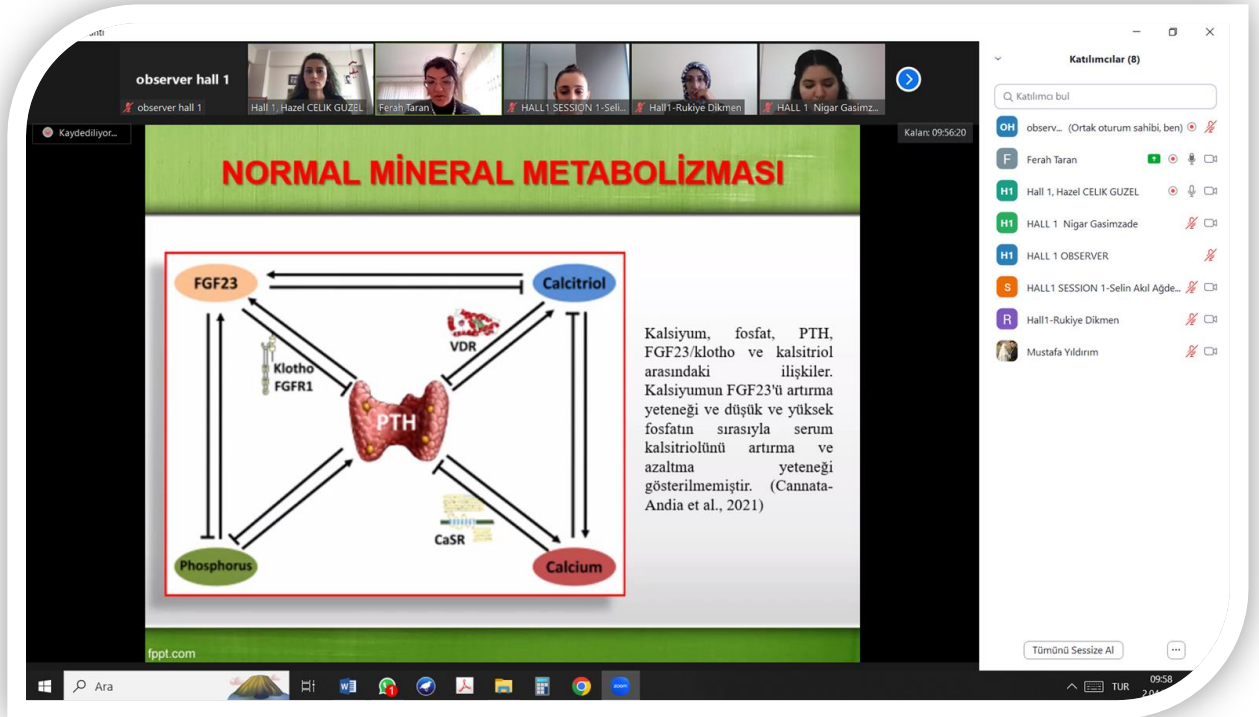 observer hall 1
observer hall 1
Hall 1, Hazel CELIK GUZEL
Ferah Taran
HALL1 SESSION 1-Seli...
Hall1-Rukiye Dikmen
HALL 1 Nigar Gasimz...
Kaydediliyor...
Kalan: 09:56:20
NORMAL MİNERAL METABOLİZMASI
FGF23
Calcitriol
VDR
Klotho
FGFR1
PTH
CaSR
Phosphorus
Calcium
Kalsiyum, fosfat, PTH,
FGF23/klotho ve kalsitriol
arasındaki ilişkiler.
Kalsiyumun FGF23'ü artırma
yeteneği ve düşük ve yüksek
fosfatın sırasıyla serum
kalsitriolünü artırma ve
azaltma yeteneği
gösterilmemiştir. (Cannata-
Andia et al., 2021)
fppt.com
Katılımcılar (8)
Katılımcı bul
OH observ... (Ortak oturum sahibi, ben)
F Ferah Taran
H1 Hall 1, Hazel CELIK GUZEL
H1 HALL 1 Nigar Gasimzade
H1 HALL 1 OBSERVER
S HALL1 SESSION 1-Selin Akıl Ağde...
R Hall1-Rukiye Dikmen
Mustafa Yıldırım
Tümünü Sessize Al
Ara
zoom
TUR
09:58